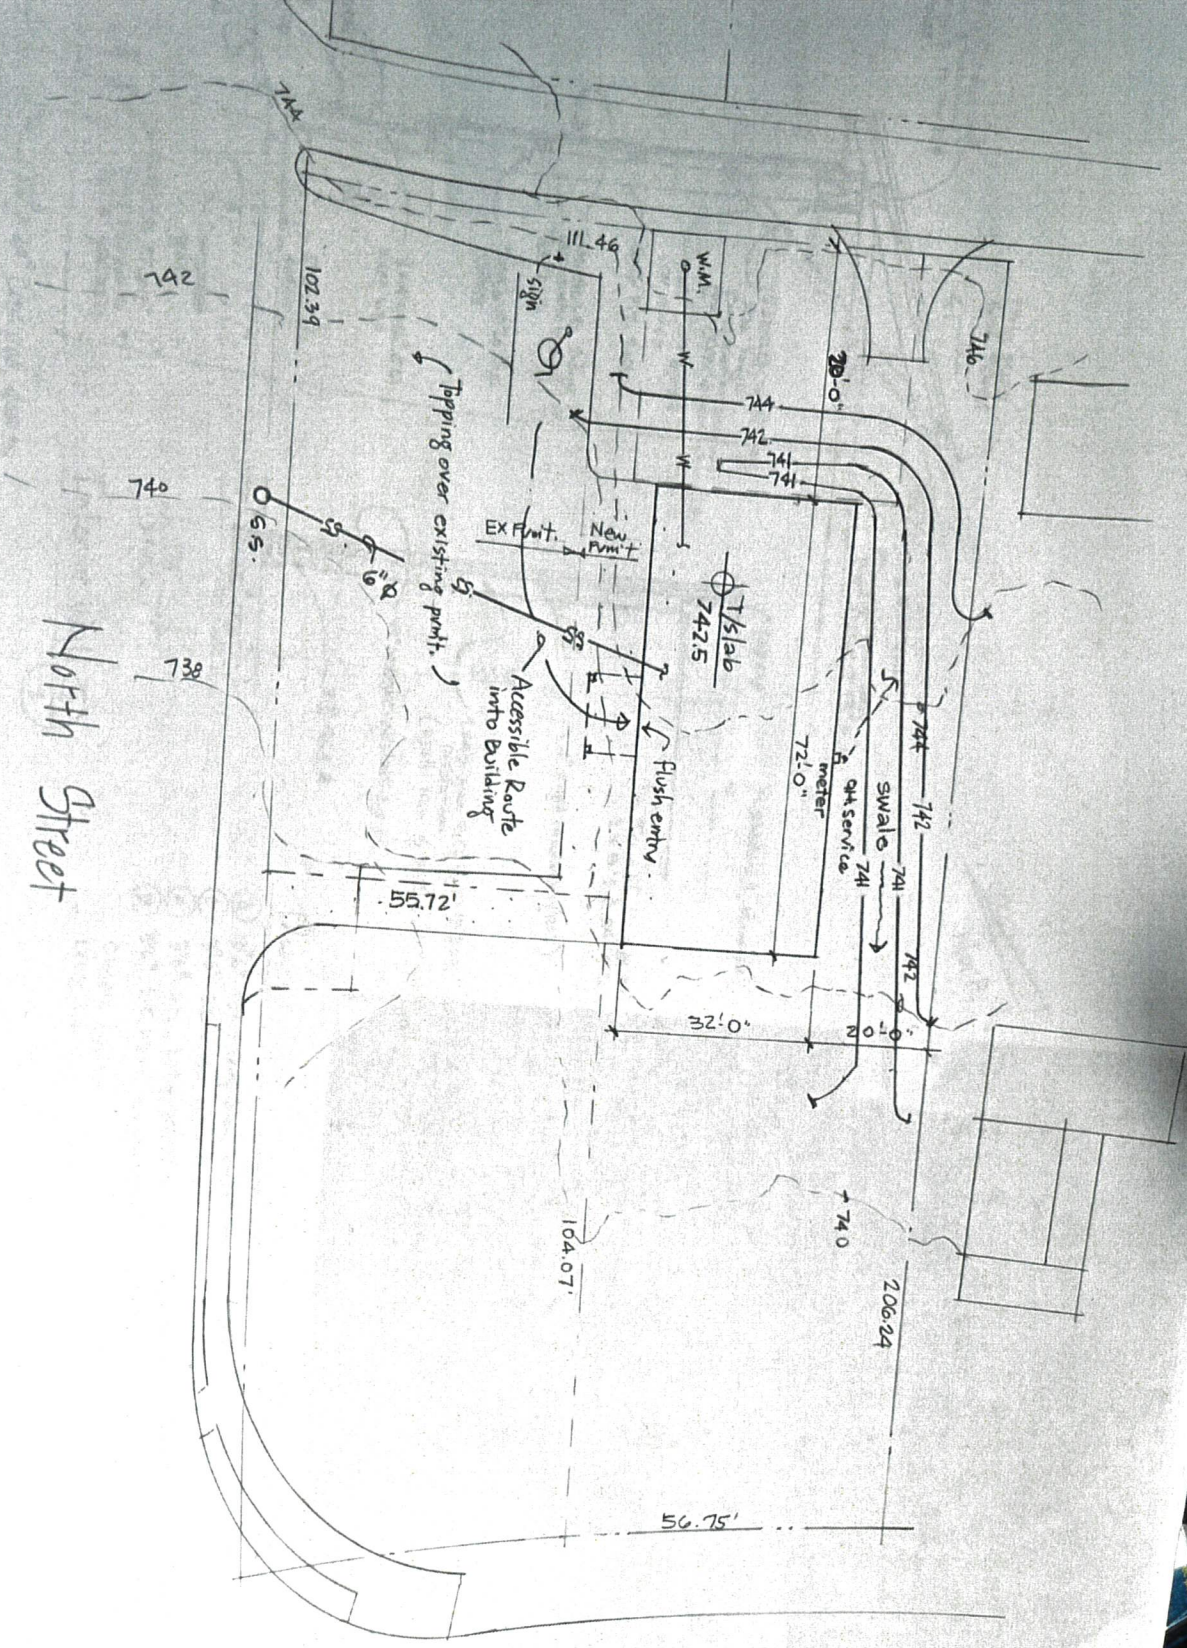 744
742
102.39
740
S.S.
738
North Street
111.46
sign
W.M.
W
W
746
20'-0"
744
742
741
741
Topping over existing pvmt.
SS
6"Ø
S
SS
Ex Pvmt.
New
Pvmt
T/slab
742.5
Accessible Route
into Building
flush entry
72'-0"
meter
OH service
swale
744
742
741
741
742
55.72'
32'-0"
20'-0"
740
104.07'
206.24
56.75'